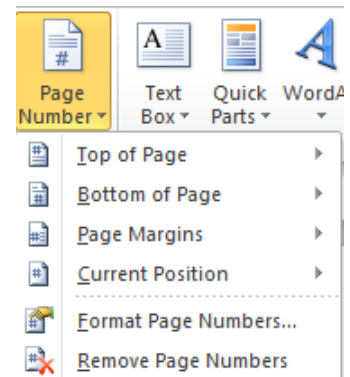 Page Number
Text Box
Quick Parts
WordA
Top of Page
Bottom of Page
Page Margins
Current Position
Format Page Numbers...
Remove Page Numbers